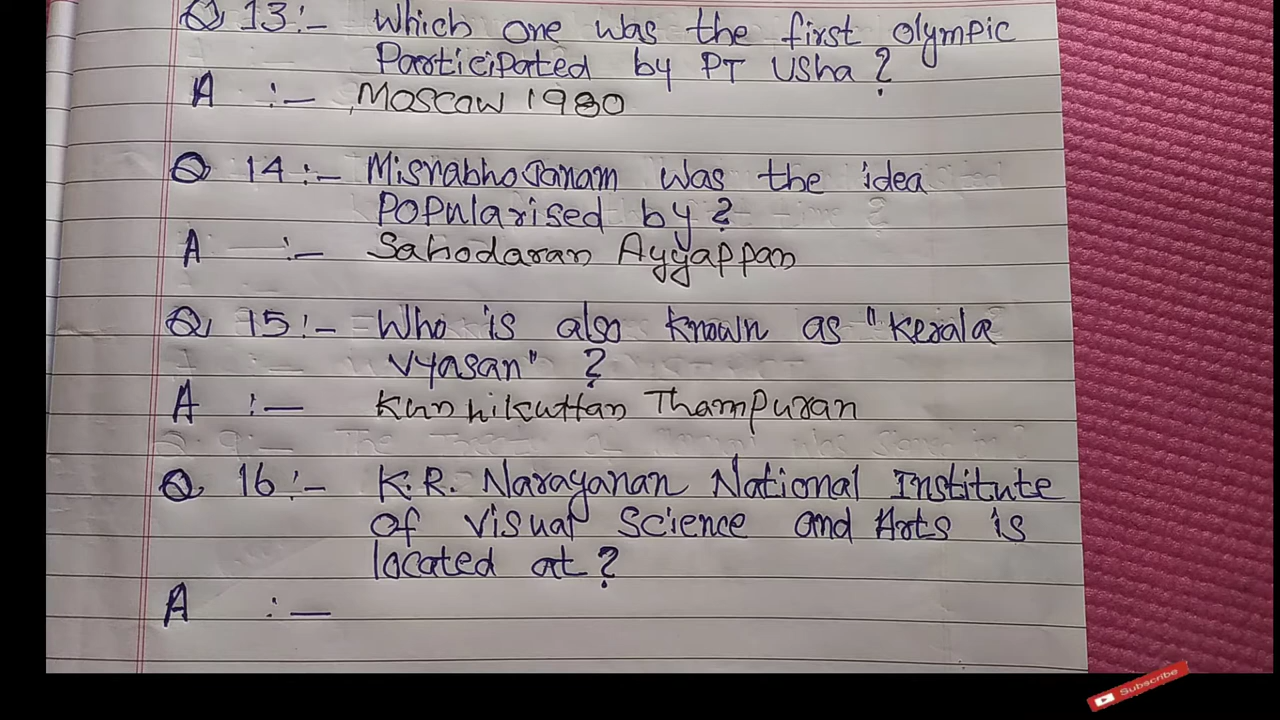 Q 13:- Which one was the first olympic
Participated by PT Usha?
A :- Moscow 1980
Q 14:- Misrabhojanam was the idea
Popularised by?
A :- Sahodaran Ayyappan
Q 15:- Who is also known as "Kerala
Vyasan" ?
A :- Kunhikuttan Thampuran
Q 16:- K.R. Narayanan National Institute
of Visual Science and Arts is
located at?
A :-
Subscribe